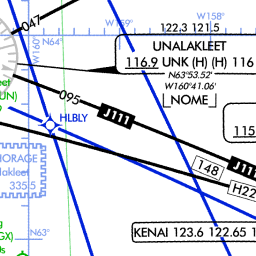 W159°
W158°
122.3 121.5
047
W160°
N64°
UNALAKLEET
116.9 UNK (H) (H) 116
N63°53.52'
W160°41.06'
NOME
095
J111
HLBLY
115
HORAGE
lakleet
335.5
148
J11
H22
N63°
KENAI 123.6 122.65 1
GX)